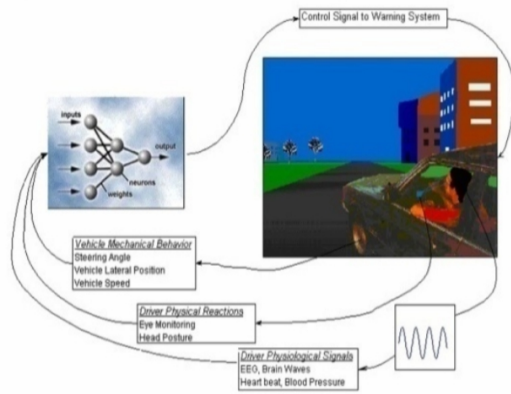 Control Signal to Warning System
inputs
output
neurons
weights
Vehicle Mechanical Behavior
Steering Angle
Vehicle Lateral Position
Vehicle Speed
Driver Physical Reactions
Eye Monitoring
Head Posture
Driver Physiological Signals
EEG, Brain Waves
Heart beat, Blood Pressure